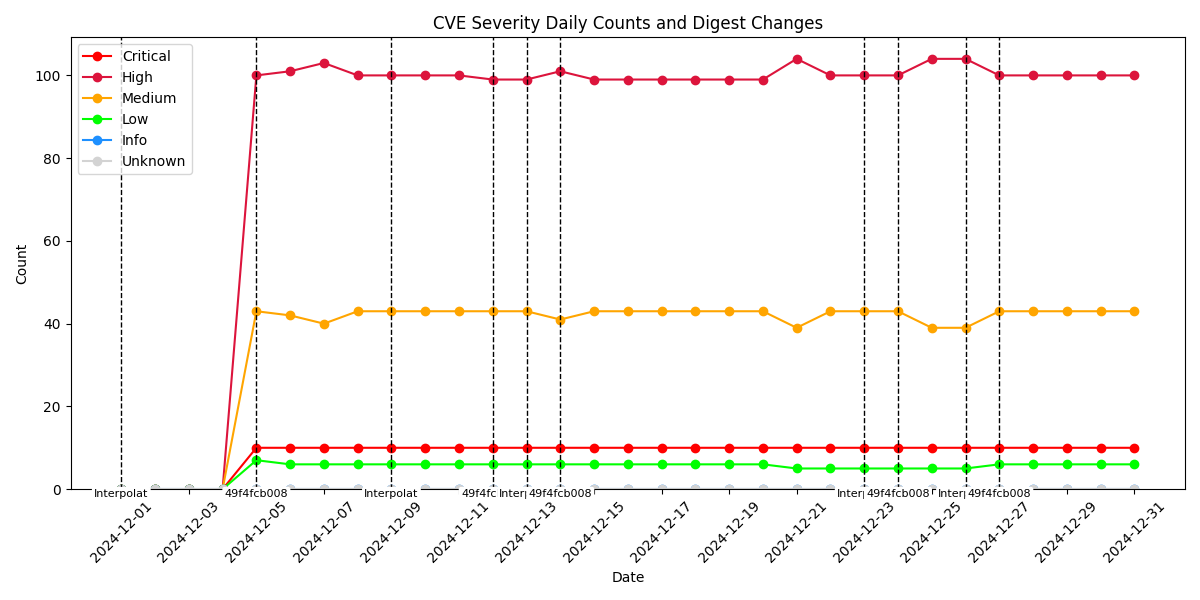 CVE Severity Daily Counts and Digest Changes
Critical
High
Medium
Low
Info
Unknown
100
80
60
40
20
0
Count
Interpolat
49f4fcb008
Interpolat
49f4fc
Inter
49f4fcb008
Inter
49f4fcb008
Inter
49f4fcb008
2024-12-01
2024-12-03
2024-12-05
2024-12-07
2024-12-09
2024-12-11
2024-12-13
2024-12-15
2024-12-17
2024-12-19
2024-12-21
2024-12-23
2024-12-25
2024-12-27
2024-12-29
2024-12-31
Date